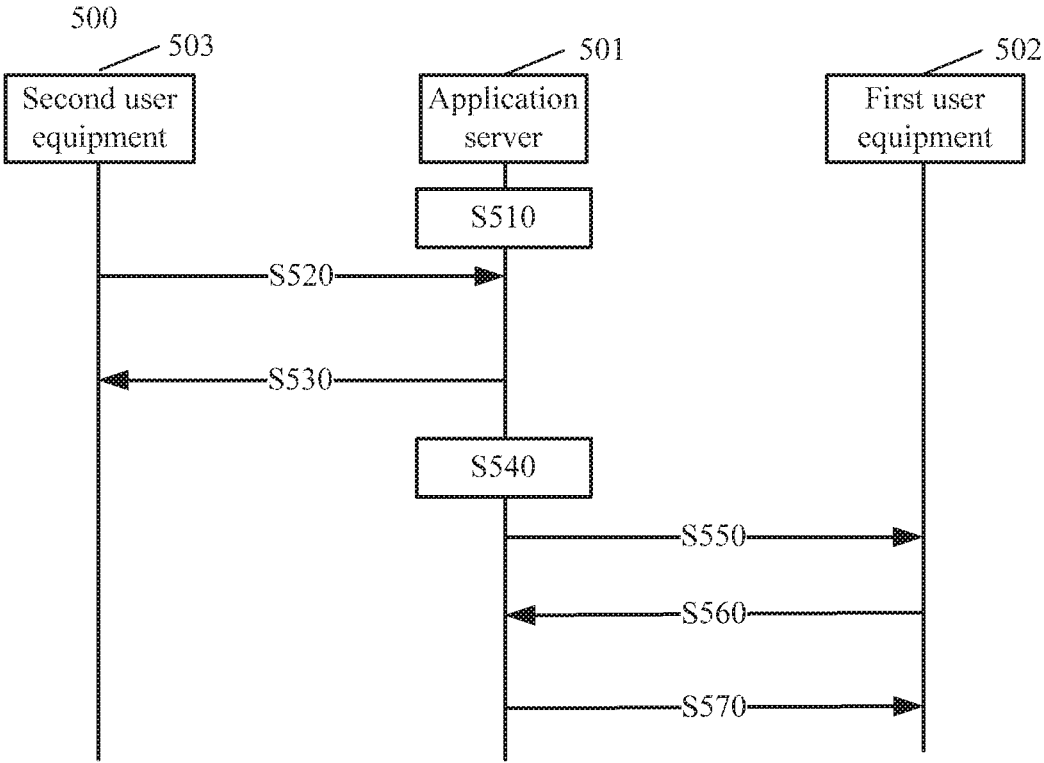 500
503
501
502
Second user
equipment
Application
server
First user
equipment
S510
S520
S530
S540
S550
S560
S570